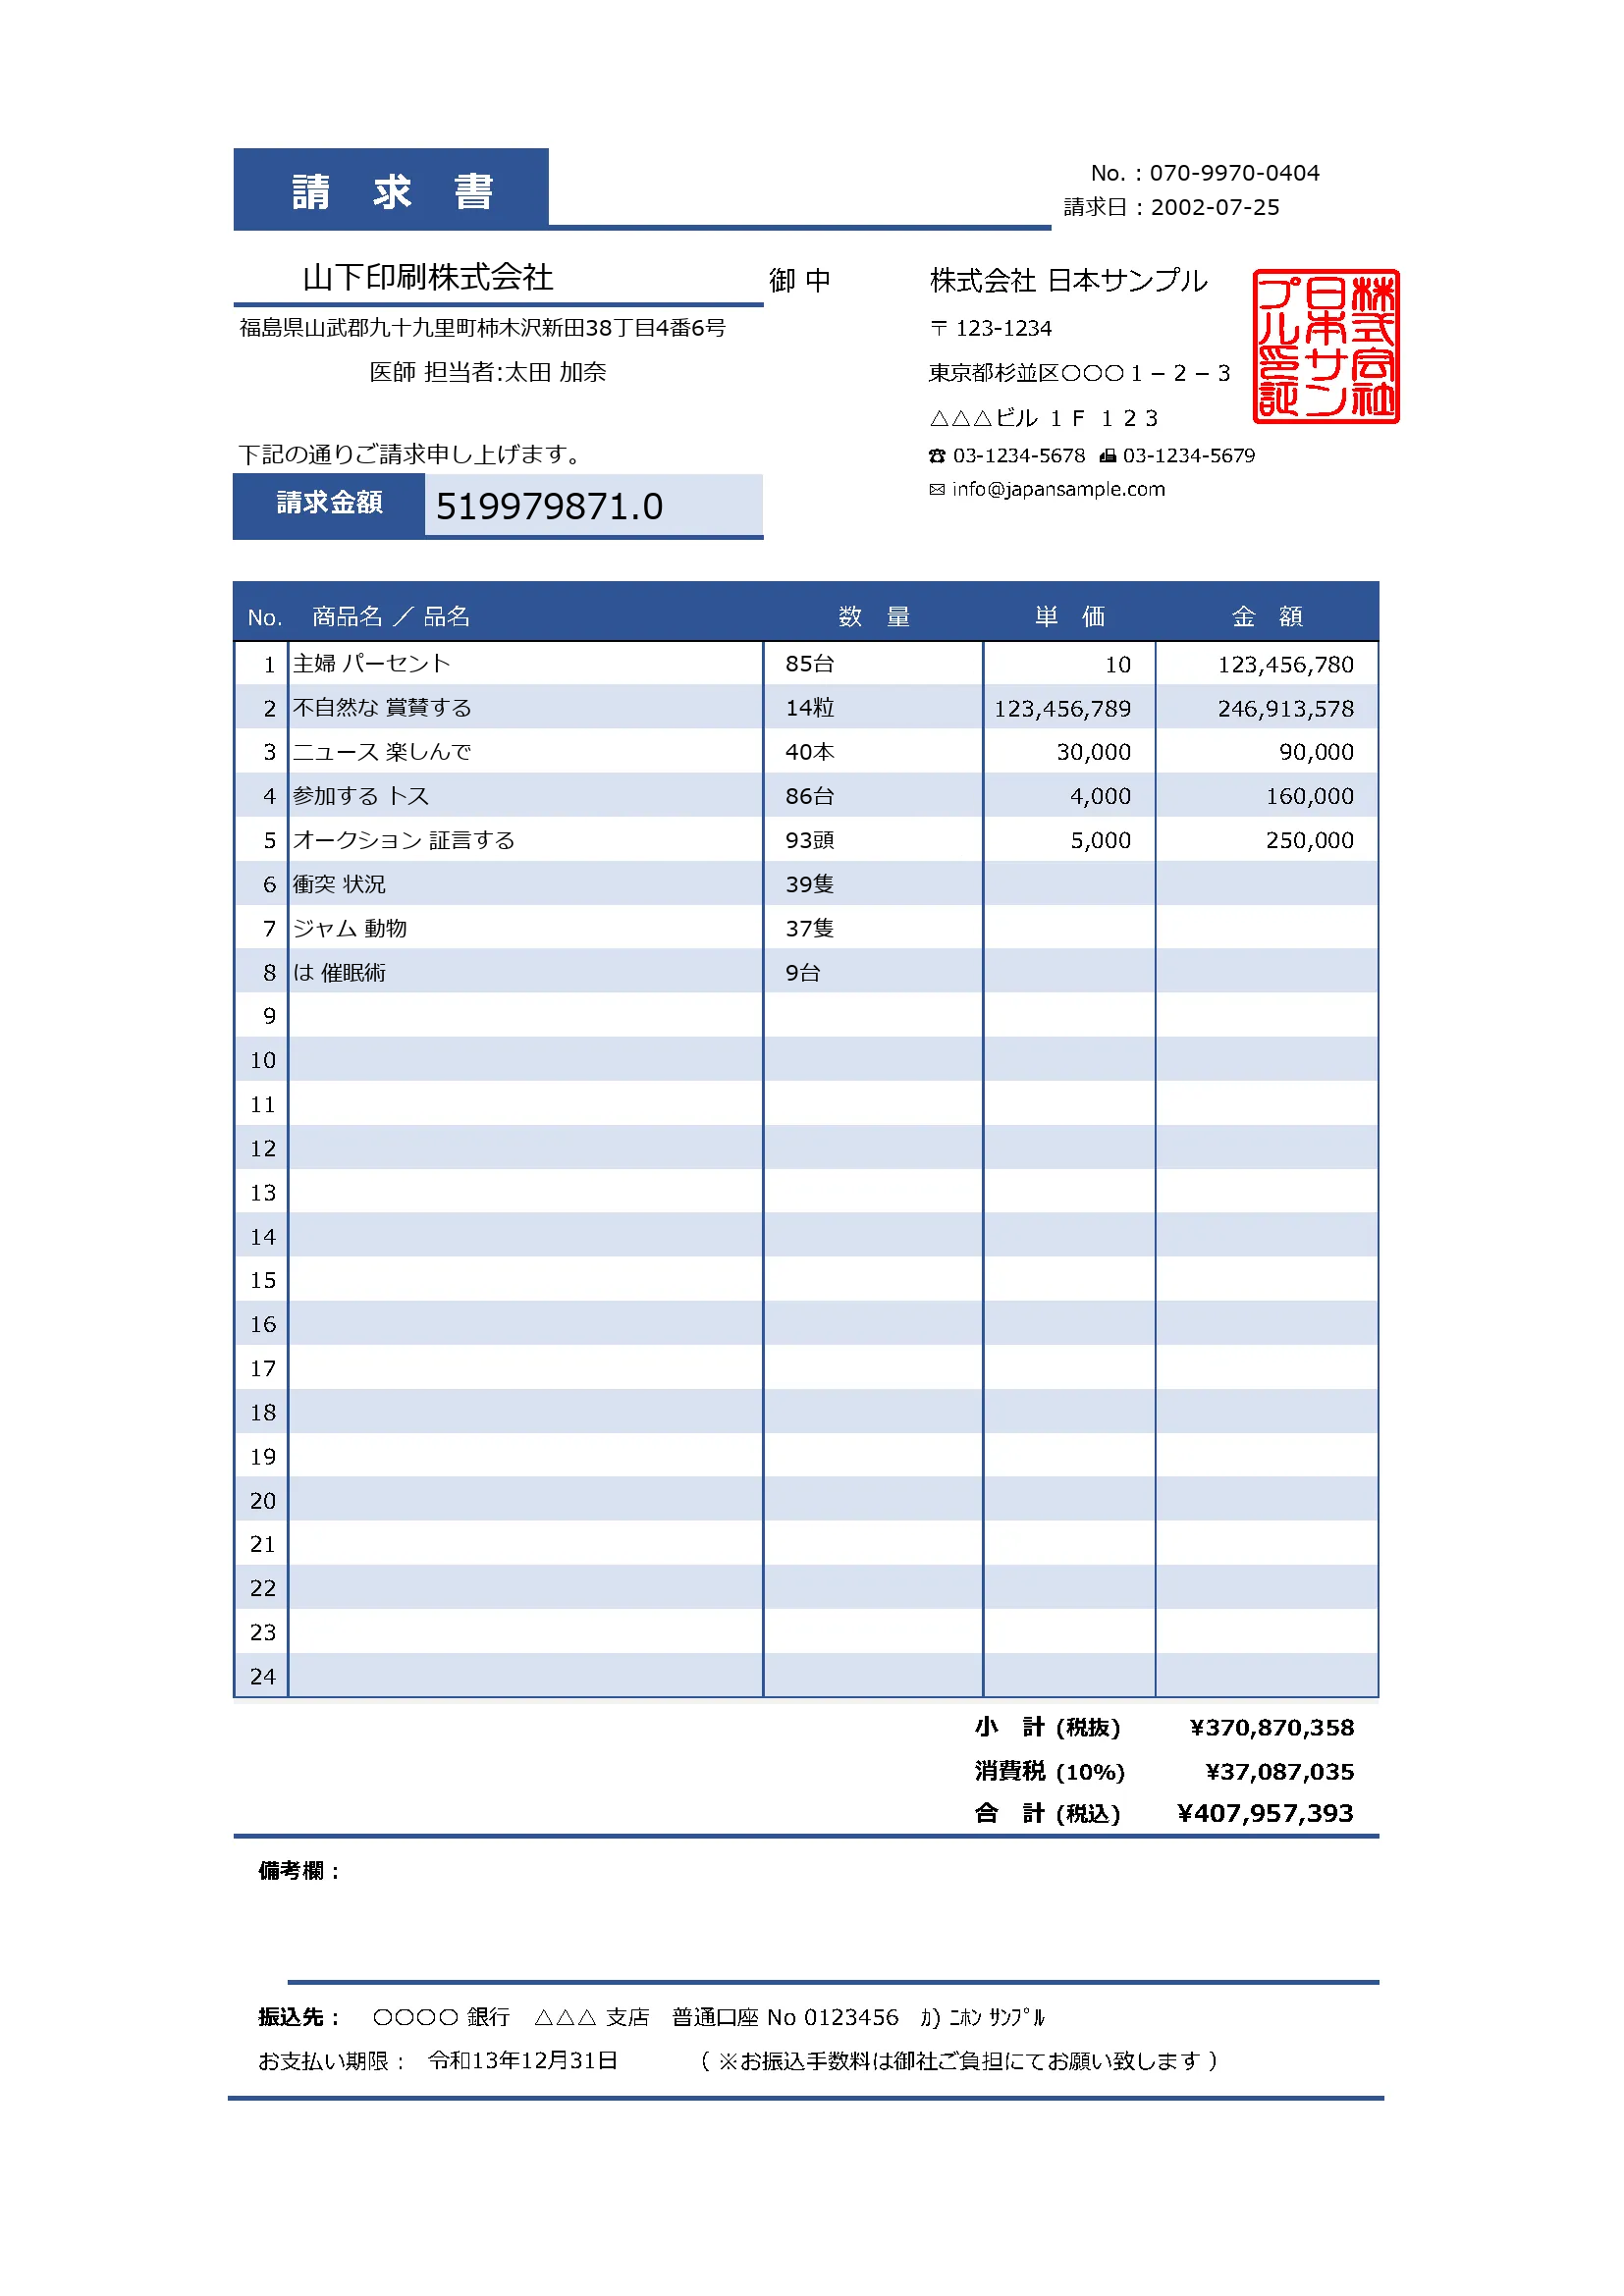 請 求 書
No. : 070-9970-0404
請求日 : 2002-07-25
山下印刷株式会社 御 中
福島県山武郡九十九里町柿木沢新田38丁目4番6号
医師 担当者:太田 加奈
株式会社 日本サンプル
〒 123-1234
東京都杉並区〇〇〇１－２－３
△△△ビル １Ｆ １２３
☎ 03-1234-5678 📠 03-1234-5679
✉ info@japansample.com
株式会社
日本サン
プル印証
下記の通りご請求申し上げます。
請求金額 519979871.0
No. 商品名 ／ 品名 数 量 単 価 金 額
1 主婦 パーセント 85台 10 123,456,780
2 不自然な 賞賛する 14粒 123,456,789 246,913,578
3 ニュース 楽しんで 40本 30,000 90,000
4 参加する トス 86台 4,000 160,000
5 オークション 証言する 93頭 5,000 250,000
6 衝突 状況 39隻
7 ジャム 動物 37隻
8 は 催眠術 9台
9
10
11
12
13
14
15
16
17
18
19
20
21
22
23
24
小 計 (税抜) ¥370,870,358
消費税 (10%) ¥37,087,035
合 計 (税込) ¥407,957,393
備考欄：
振込先： 〇〇〇〇 銀行 △△△ 支店 普通口座 No 0123456 ｶ) ﾆﾎﾝ ｻﾝﾌﾟﾙ
お支払い期限： 令和13年12月31日 （ ※お振込手数料は御社ご負担にてお願い致します ）